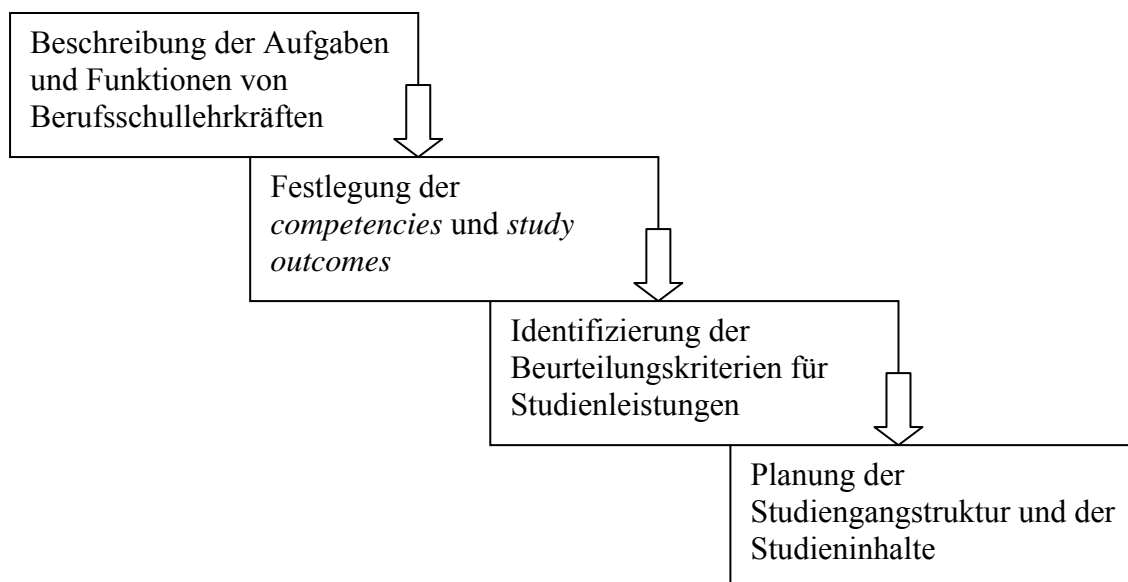 Beschreibung der Aufgaben
und Funktionen von
Berufsschullehrkräften
Festlegung der
competencies und study
outcomes
Identifizierung der
Beurteilungskriterien für
Studienleistungen
Planung der
Studiengangstruktur und der
Studieninhalte